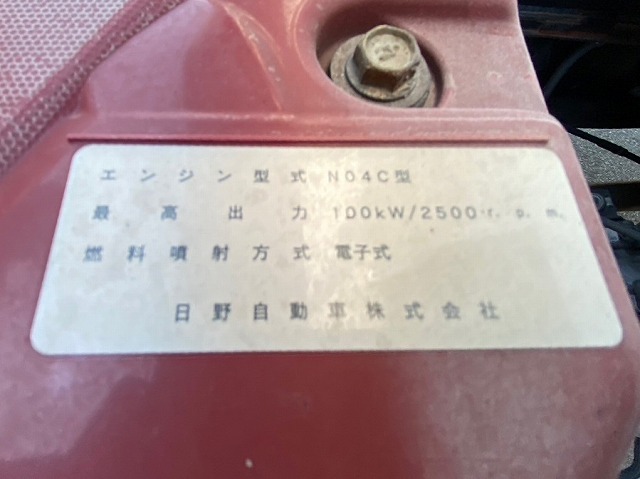 エンジン型式 N04C型
最高出力 100kW/2500r.p.m.
燃料噴射方式 電子式
日野自動車株式会社